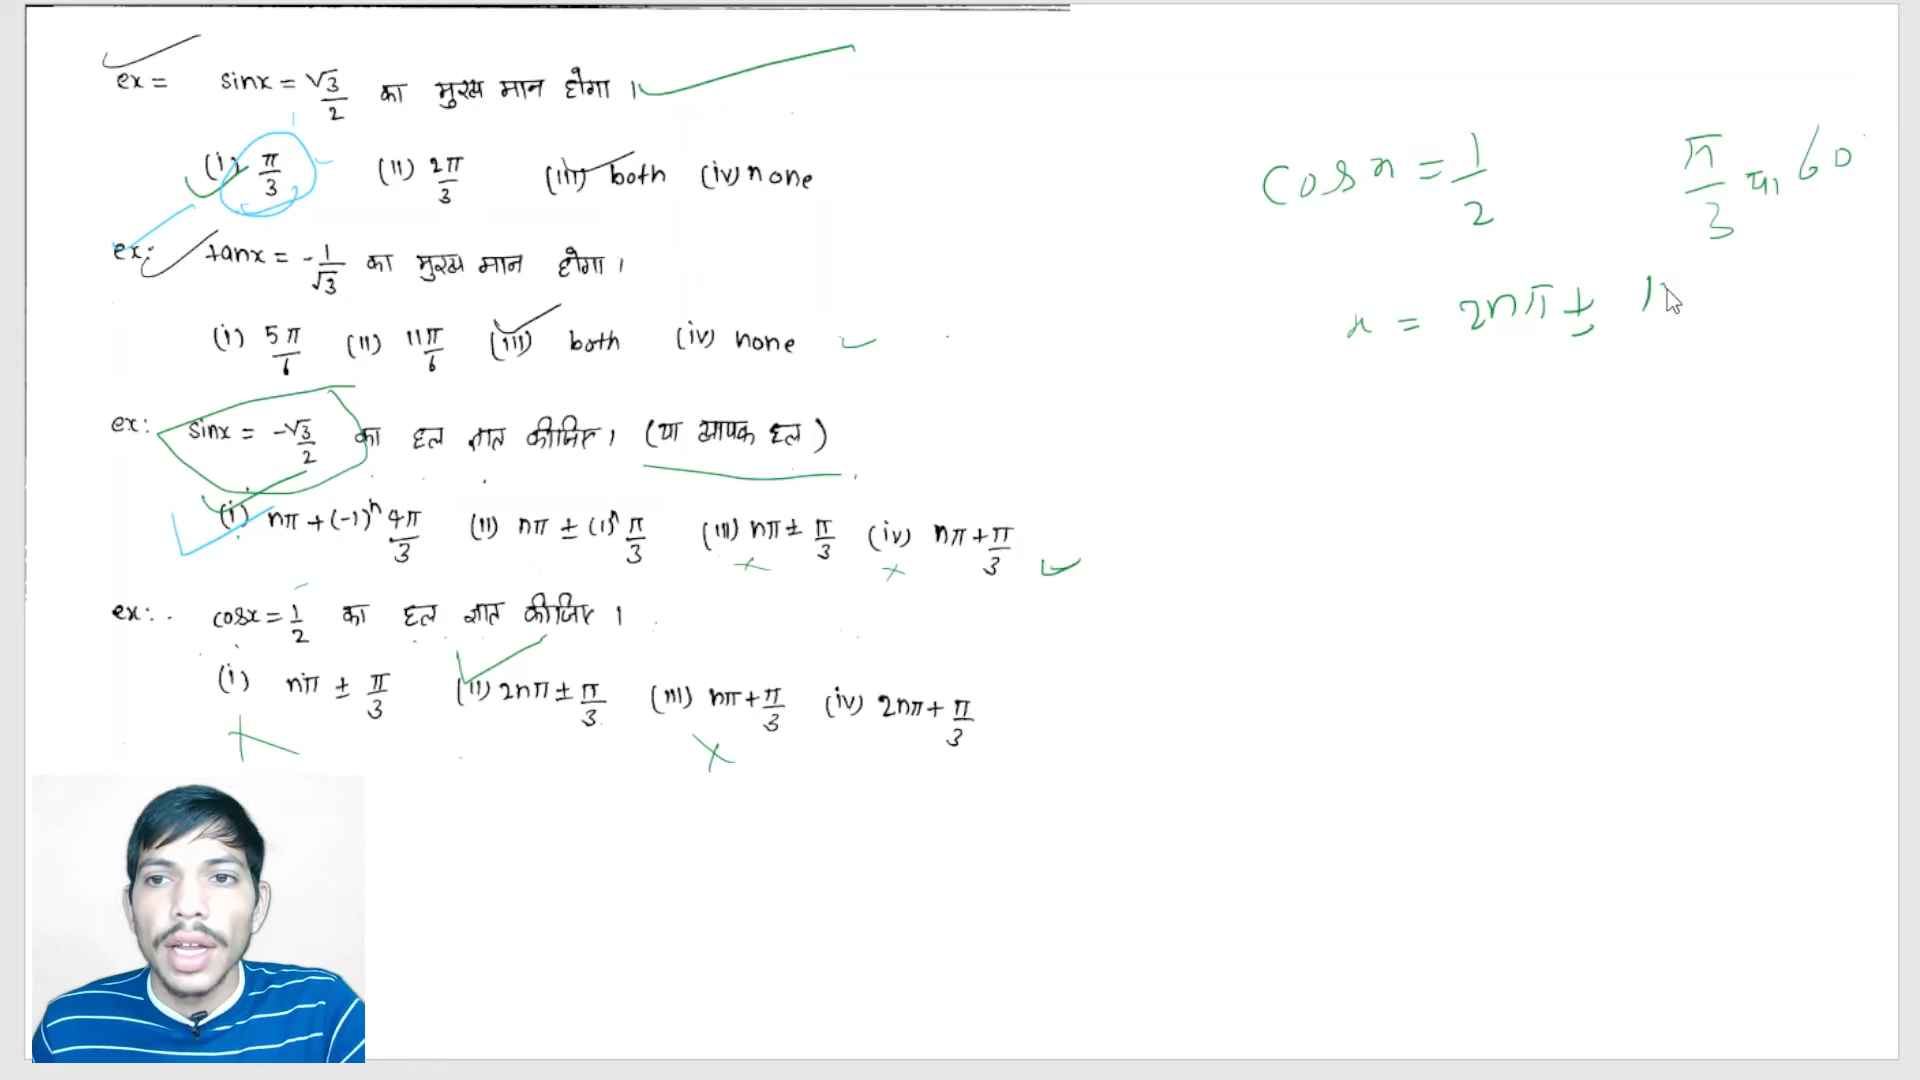 ex = sinx = √3/2 का मुख्य मान होगा ।
(i) π/3 (ii) 2π/3 (iii) both (iv) none
ex: tanx = -1/√3 का मुख्य मान होगा ।
(i) 5π/6 (ii) 11π/6 (iii) both (iv) none
ex: sinx = -√3/2 का हल ज्ञात कीजिए । (या व्यापक हल)
(i) nπ + (-1)ⁿ 4π/3 (ii) nπ ± (1)ⁿ π/3 (iii) nπ ± π/3 (iv) nπ + π/3
ex: cosx = 1/2 का हल ज्ञात कीजिए ।
(i) nπ ± π/3 (ii) 2nπ ± π/3 (iii) nπ + π/3 (iv) 2nπ + π/3
cosx = 1/2 π/3 या 60
x = 2nπ ±